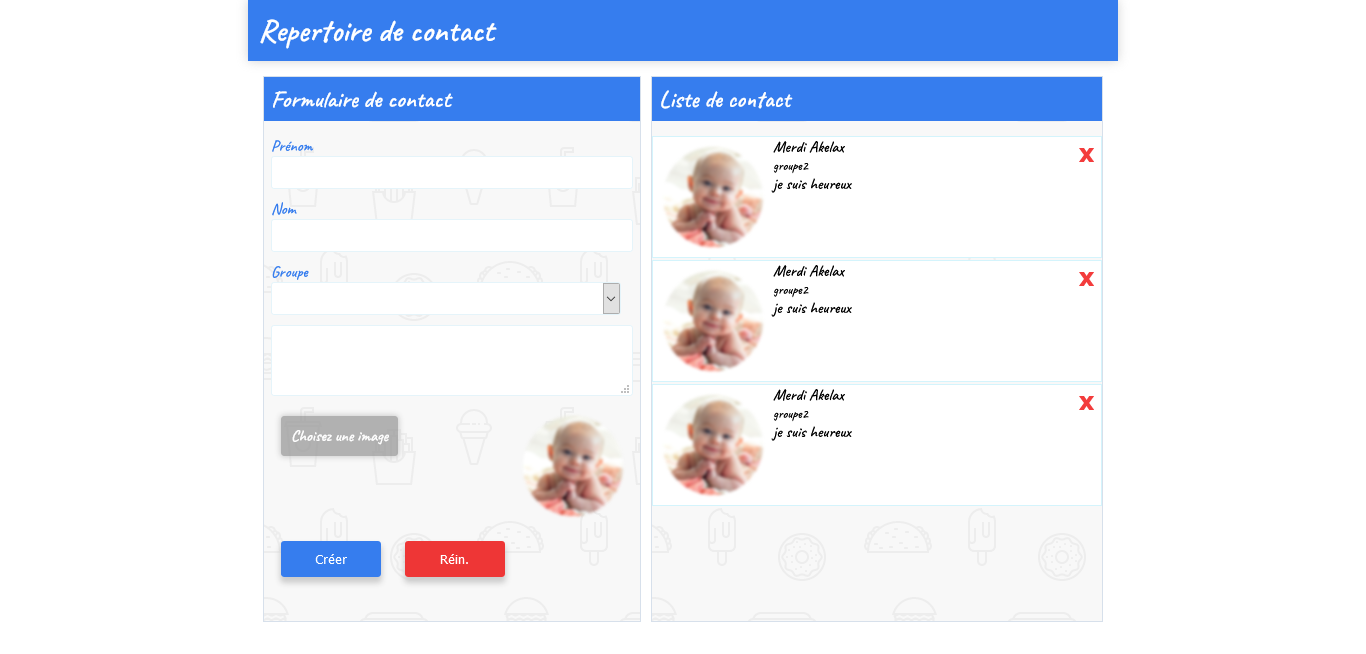 Repertoire de contact
Formulaire de contact
Prénom
Nom
Groupe
Choisez une image
Créer
Réin.
Liste de contact
Merdi Akelax
groupe2
je suis heureux
X
Merdi Akelax
groupe2
je suis heureux
X
Merdi Akelax
groupe2
je suis heureux
X